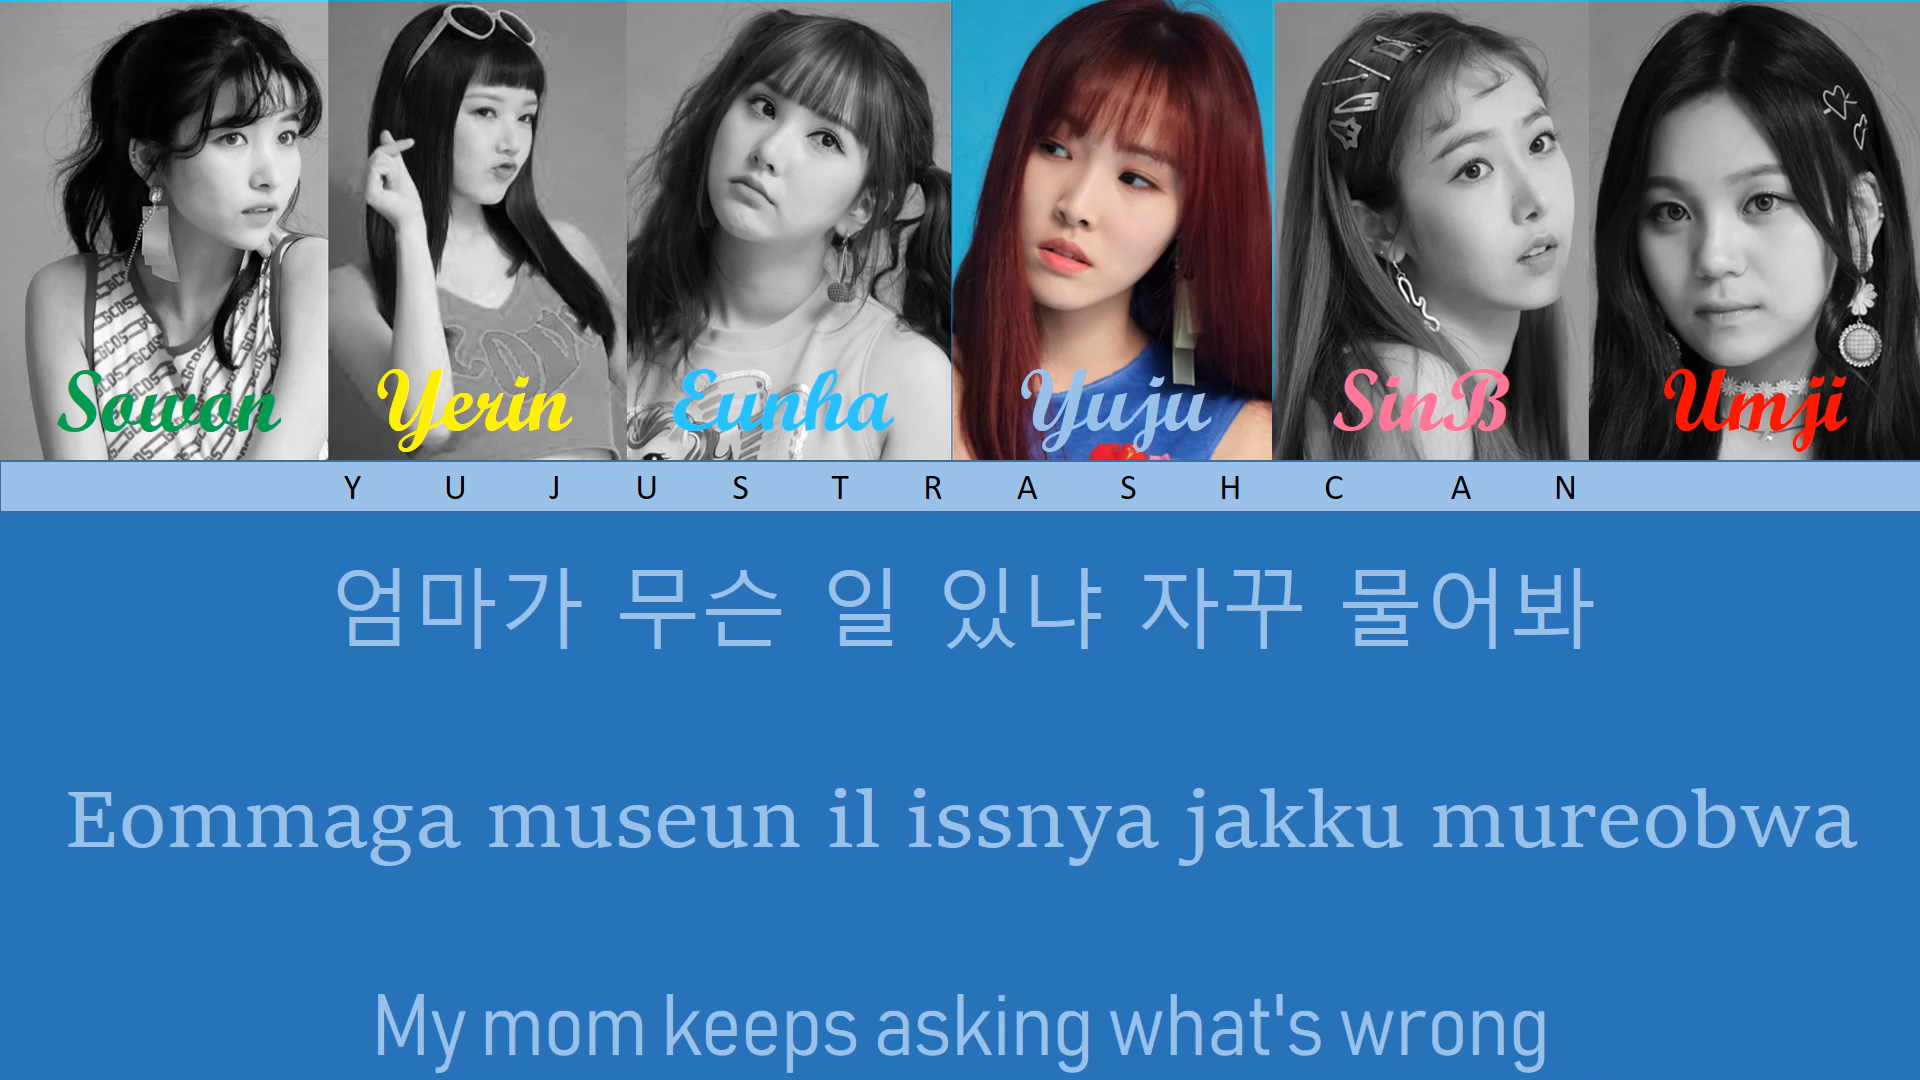 Sowon Yerin Eunha Yuju SinB Umji
YUJUSTRASHCAN
엄마가 무슨 일 있냐 자꾸 물어봐
Eommaga museun il issnya jakku mureobwa
My mom keeps asking what's wrong